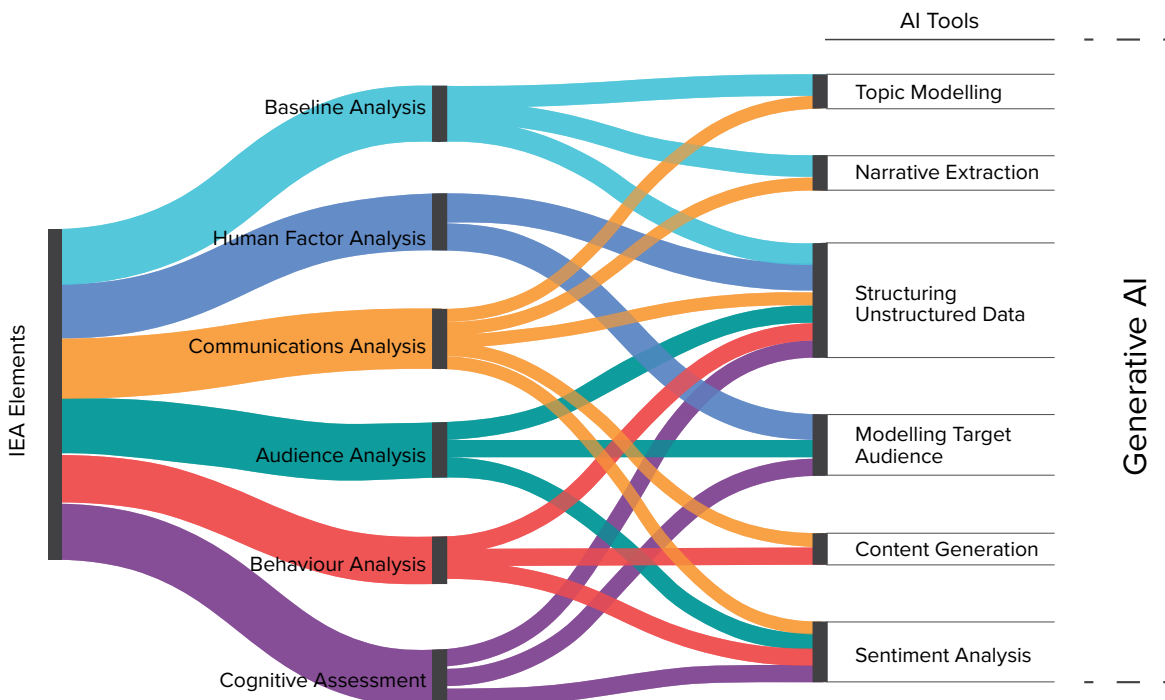 AI Tools
IEA Elements
Baseline Analysis
Human Factor Analysis
Communications Analysis
Audience Analysis
Behaviour Analysis
Cognitive Assessment
Topic Modelling
Narrative Extraction
Structuring
Unstructured Data
Modelling Target
Audience
Content Generation
Sentiment Analysis
Generative AI